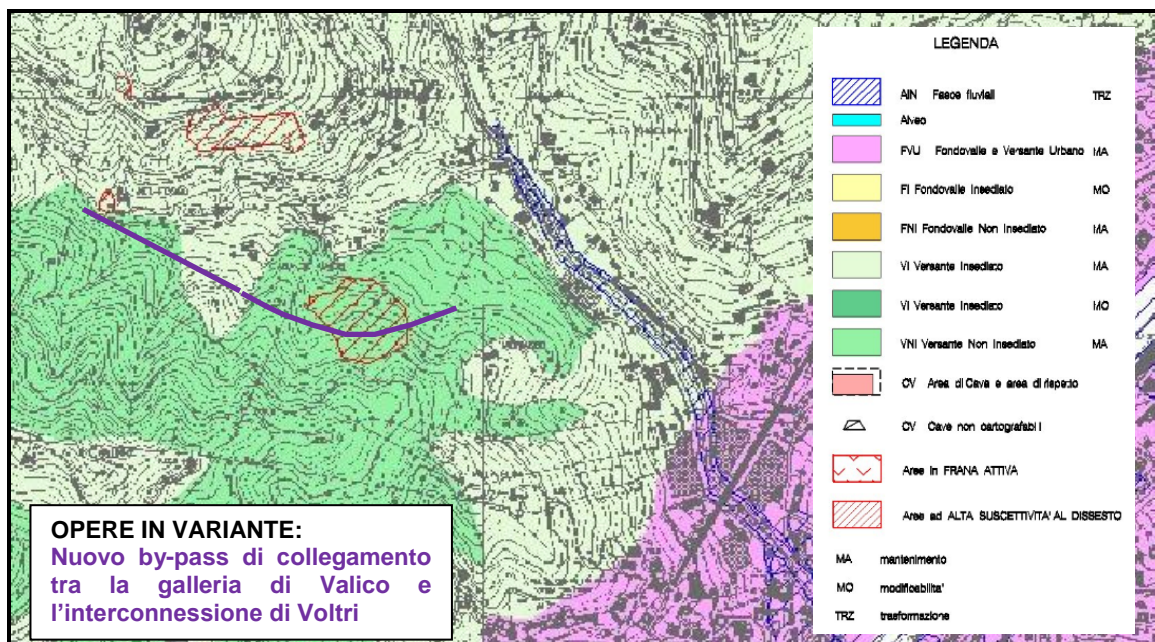 LEGENDA
AIN Fasce fluviali TRZ
Alveo
FVU Fondovalle e Versante Urbano MA
FI Fondovalle Insediato MO
FNI Fondovalle Non Insediato MA
VI Versante Insediato MA
VI Versante Insediato MO
VNI Versante Non Insediato MA
CV Area di Cava e area di rispetto
CV Cave non cartografabili
Aree in FRANA ATTIVA
Aree ad ALTA SUSCETTIVITA' AL DISSESTO
MA mantenimento
MO modificabilita'
TRZ trasformazione
OPERE IN VARIANTE:
Nuovo by-pass di collegamento
tra la galleria di Valico e
l'interconnessione di Voltri